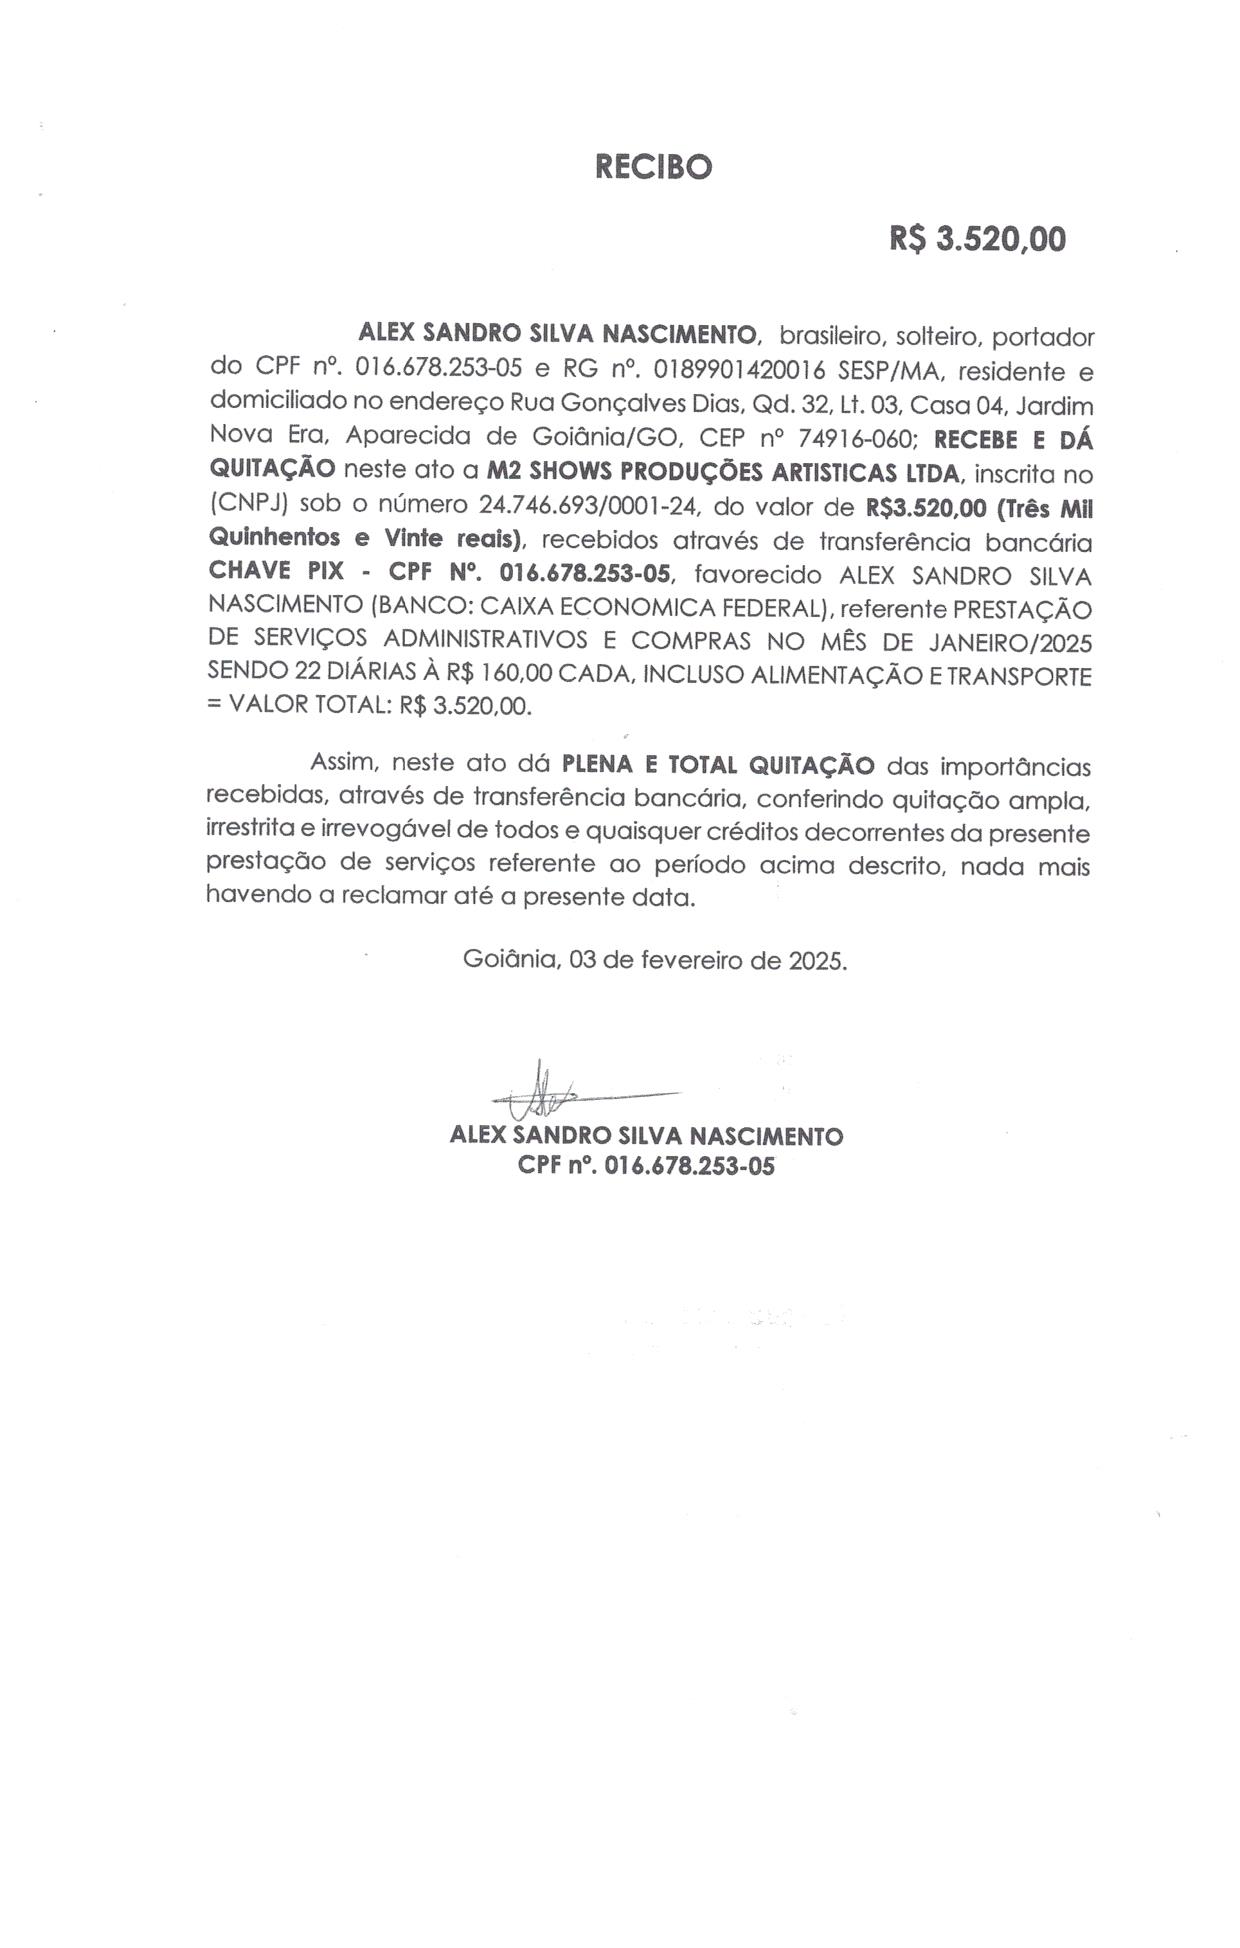 RECIBO
R$ 3.520,00
ALEX SANDRO SILVA NASCIMENTO, brasileiro, solteiro, portador
do CPF nº. 016.678.253-05 e RG nº. 0189901420016 SESP/MA, residente e
domiciliado no endereço Rua Gonçalves Dias, Qd. 32, Lt. 03, Casa 04, Jardim
Nova Era, Aparecida de Goiânia/GO, CEP nº 74916-060; RECEBE E DÁ
QUITAÇÃO neste ato a M2 SHOWS PRODUÇÕES ARTISTICAS LTDA, inscrita no
(CNPJ) sob o número 24.746.693/0001-24, do valor de R$3.520,00 (Três Mil
Quinhentos e Vinte reais), recebidos através de transferência bancária
CHAVE PIX - CPF Nº. 016.678.253-05, favorecido ALEX SANDRO SILVA
NASCIMENTO (BANCO: CAIXA ECONOMICA FEDERAL), referente PRESTAÇÃO
DE SERVIÇOS ADMINISTRATIVOS E COMPRAS NO MÊS DE JANEIRO/2025
SENDO 22 DIÁRIAS À R$ 160,00 CADA, INCLUSO ALIMENTAÇÃO E TRANSPORTE
= VALOR TOTAL: R$ 3.520,00.
Assim, neste ato dá PLENA E TOTAL QUITAÇÃO das importâncias
recebidas, através de transferência bancária, conferindo quitação ampla,
irrestrita e irrevogável de todos e quaisquer créditos decorrentes da presente
prestação de serviços referente ao período acima descrito, nada mais
havendo a reclamar até a presente data.
Goiânia, 03 de fevereiro de 2025.
Alex
ALEX SANDRO SILVA NASCIMENTO
CPF nº. 016.678.253-05